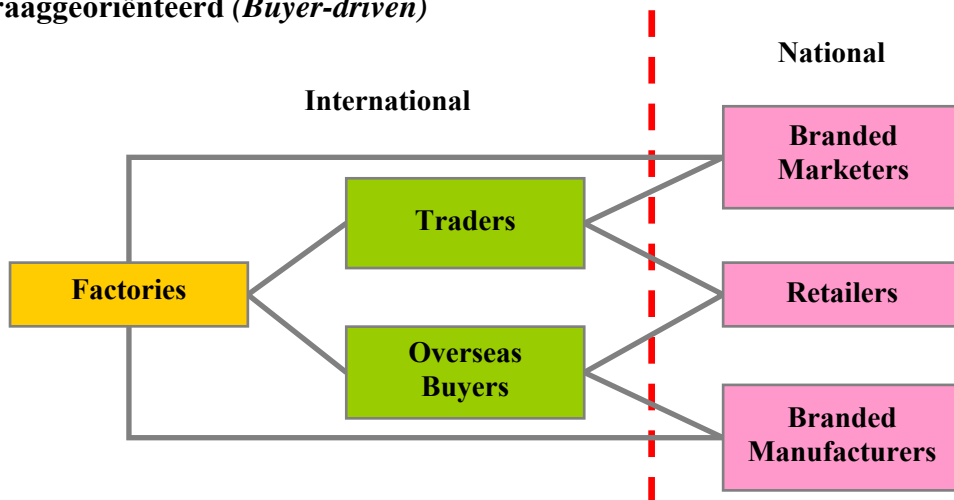 raaggeoriënteerd (Buyer-driven)
National
International
Branded
Marketers
Traders
Factories
Retailers
Overseas
Buyers
Branded
Manufacturers